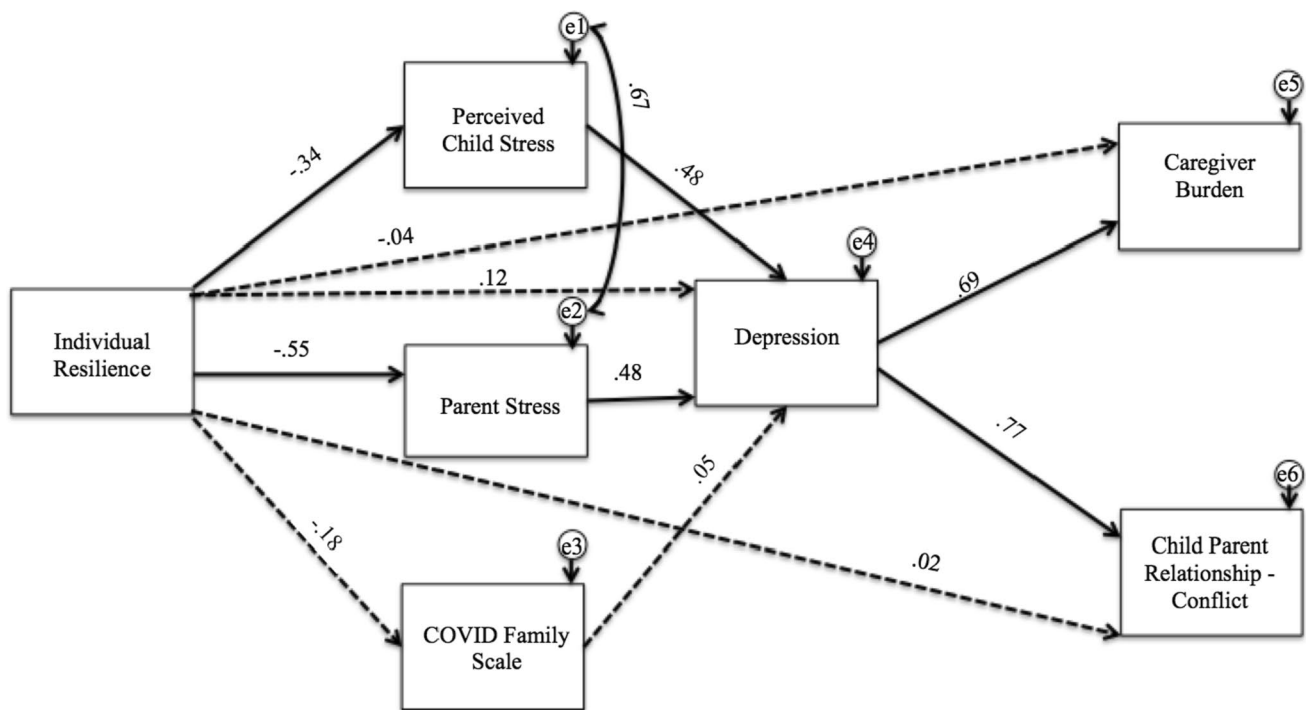 e1
Perceived
Child Stress
.67
e5
Caregiver
Burden
-.34
.48
-.04
e4
.12
e2
Individual
Resilience
-.55
Parent Stress
.48
Depression
.69
.77
.05
-.18
e3
COVID Family
Scale
.02
e6
Child Parent
Relationship -
Conflict